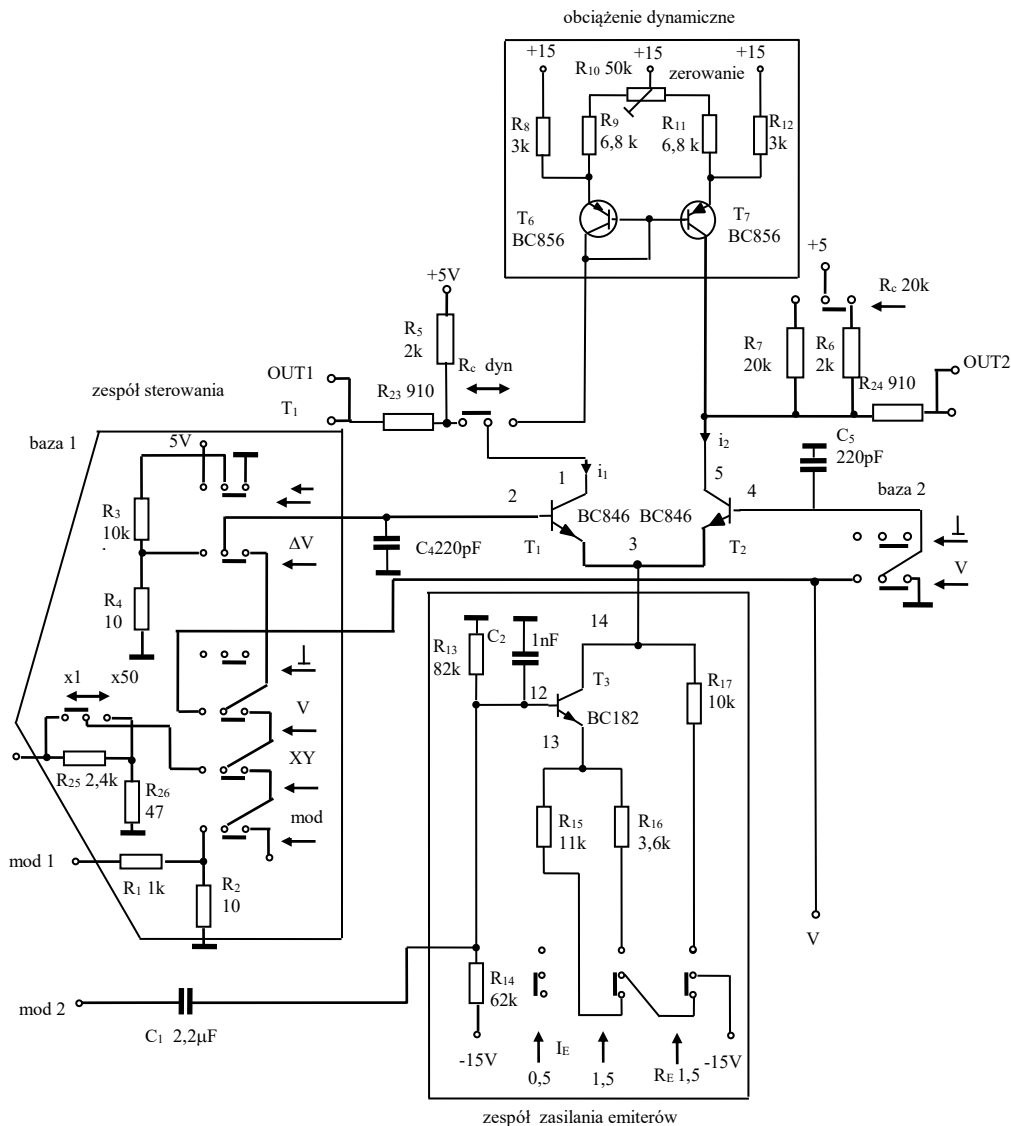 obciążenie dynamiczne
+15
+15
+15
R10 50k
zerowanie
R8
3k
R9
6,8 k
R11
6,8 k
R12
3k
T6
BC856
T7
BC856
+5V
+5
R5
2k
Rc dyn
Rc 20k
R7
20k
R6
2k
OUT1
R23 910
T1
OUT2
R24 910
zespół sterowania
baza 1
5V
i1
i2
C5
220pF
baza 2
1
2
5
4
R3
10k
.
BC846
BC846
T1
T2
3
C4220pF
ΔV
⊥
V
R4
10
14
R13
82k
C2
1nF
⊥
x1
x50
T3
R17
10k
12
BC182
V
13
XY
R25 2,4k
R26
47
mod
R15
11k
R16
3,6k
mod 1
R1 1k
R2
10
V
R14
62k
mod 2
C1 2,2µF
-15V
IE
0,5
1,5
RE 1,5
-15V
zespół zasilania emiterów